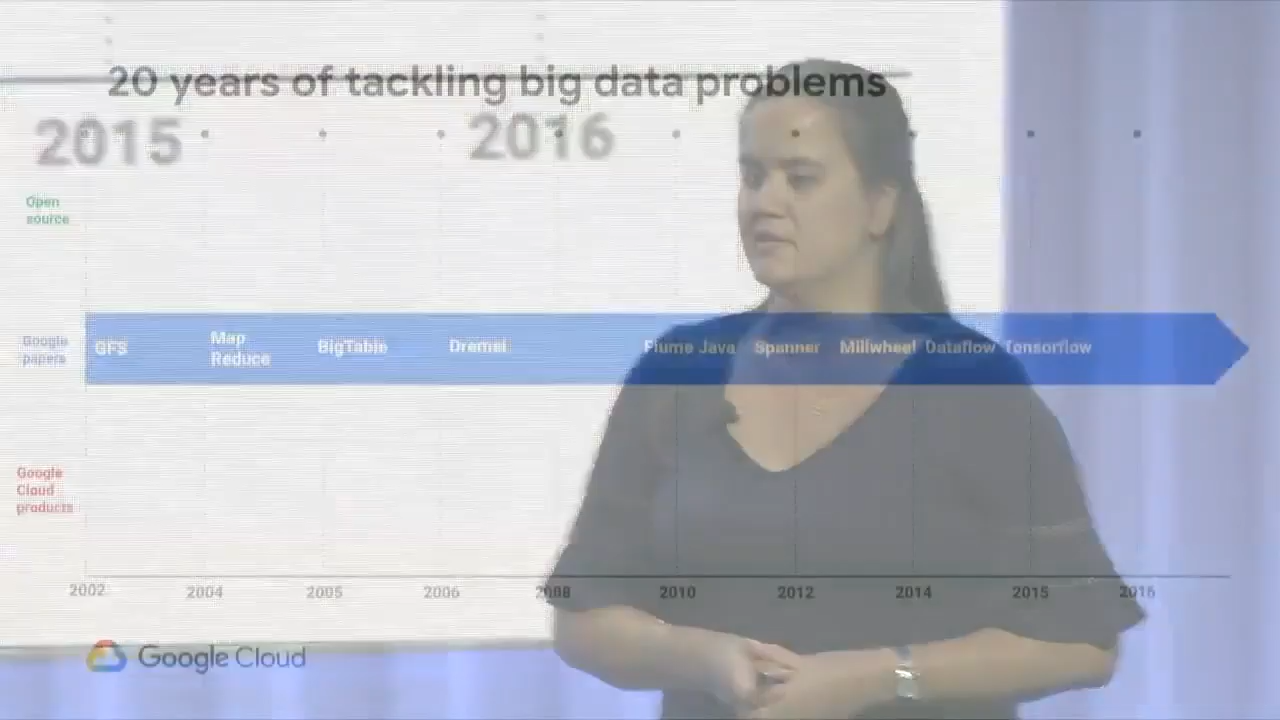 20 years of tackling big data problems
2015 2016
Open
source
Google
papers
GFS
Map
Reduce
BigTable
Dremel
Flume Java
Spanner
Millwheel
Dataflow
Tensorflow
Google
Cloud
products
2002 2004 2005 2006 2008 2010 2012 2014 2015 2016
Google Cloud